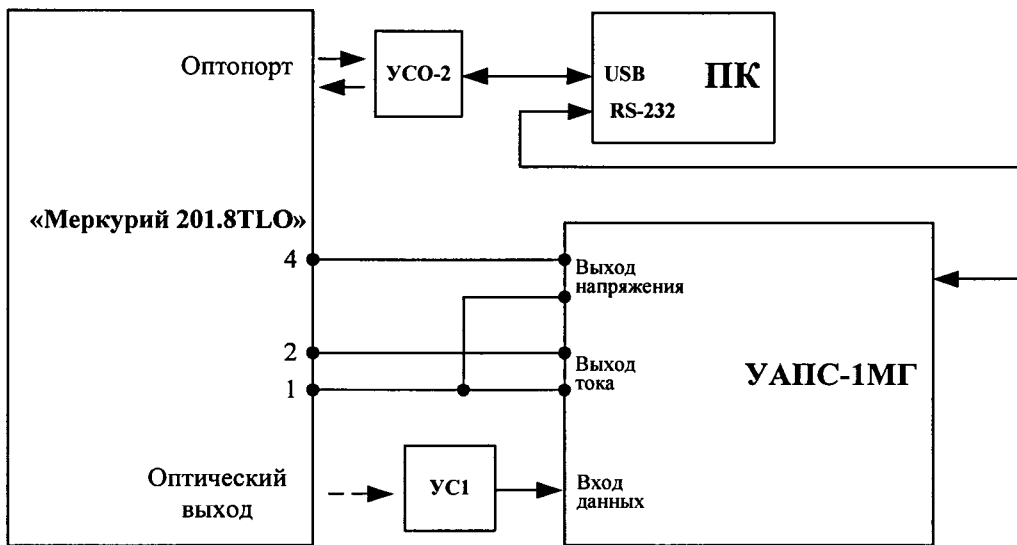 Оптопорт
УСО-2
USB
ПК
RS-232
«Меркурий 201.8TLO»
4
Выход
напряжения
2
Выход
тока
1
УАПС-1МГ
Оптический
выход
УС1
Вход
данных